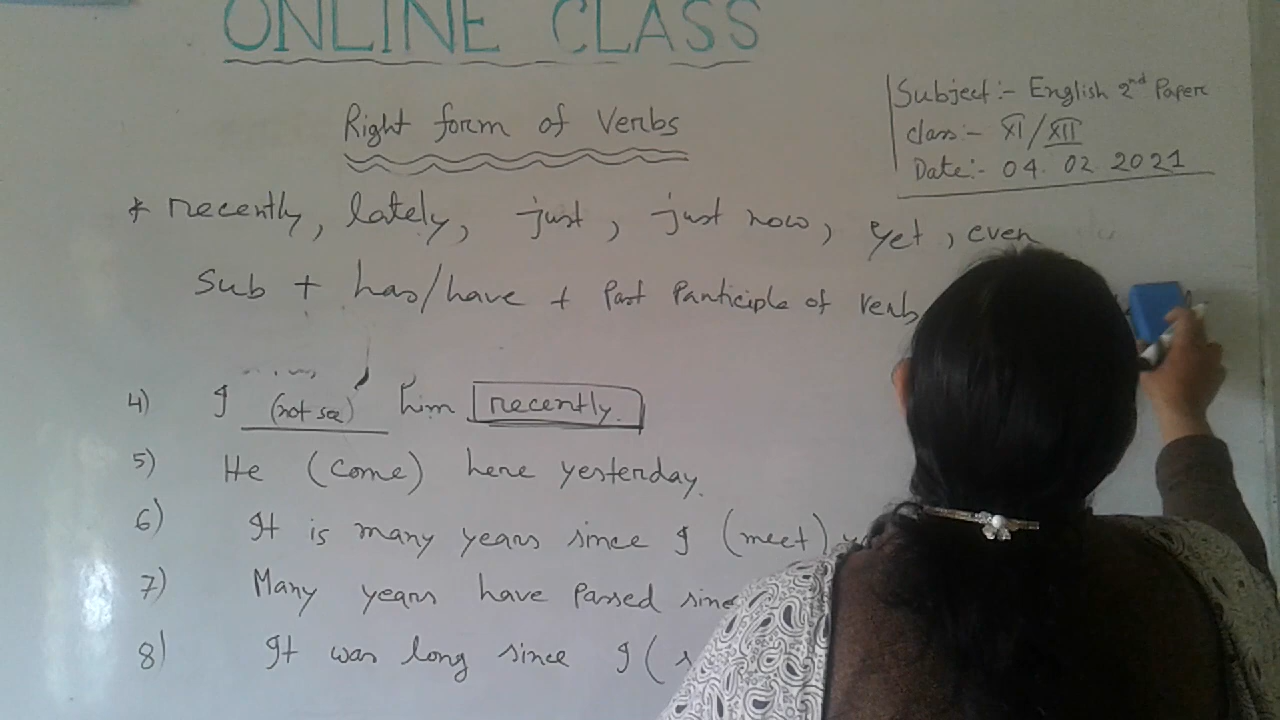 ONLINE CLASS
Subject:- English 2nd Paper
Class:- XI/XII
Date:- 04. 02 2021
Right form of Verbs
* recently, lately, just, just now, yet, even
Sub + has/have + Past Participle of verb
4) I (not see) him recently.
5) He (come) here yesterday.
6) It is many years since I (meet)
7) Many years have passed since
8) It was long since I (